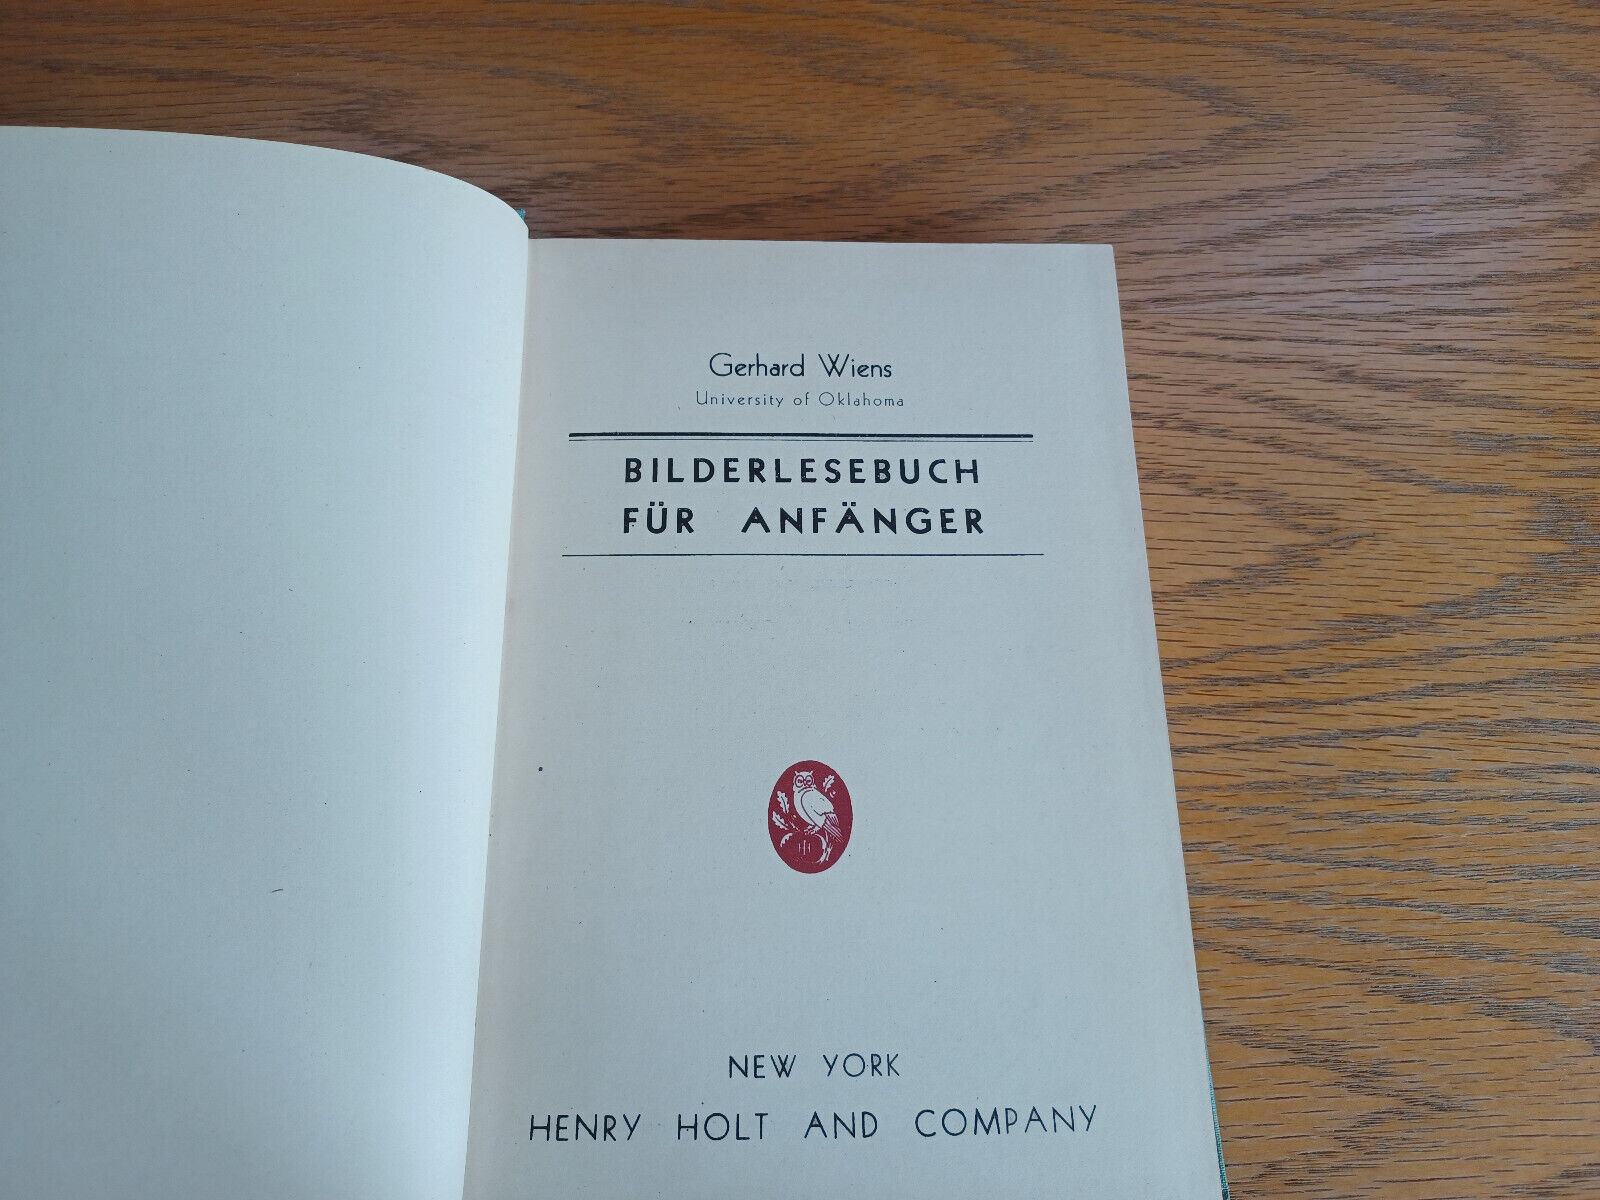 Gerhard Wiens
University of Oklahoma
BILDERLESEBUCH
FÜR ANFÄNGER
NEW YORK
HENRY HOLT AND COMPANY